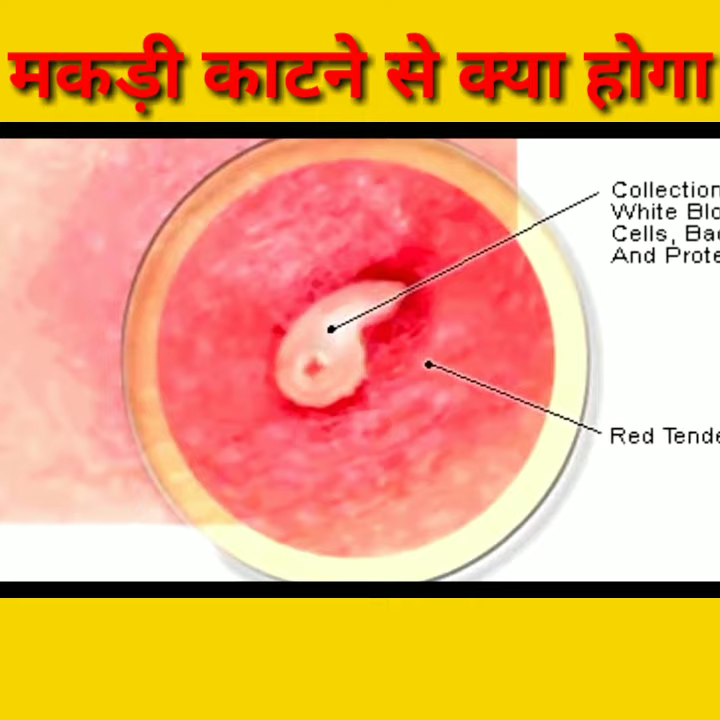 मकड़ी काटने से क्या होगा
Collection
White Blo
Cells, Bac
And Prote
Red Tende